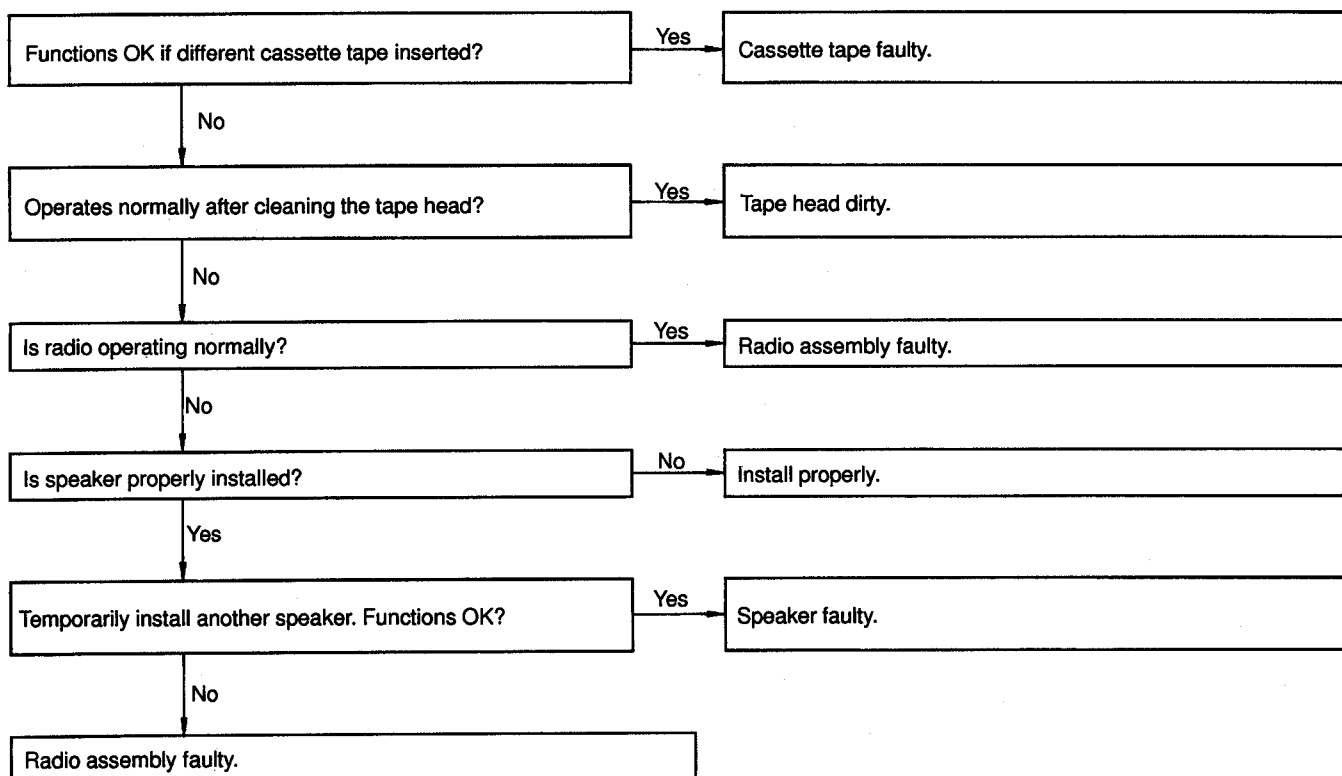 Functions OK if different cassette tape inserted?
Yes
Cassette tape faulty.
No
Operates normally after cleaning the tape head?
Yes
Tape head dirty.
No
Is radio operating normally?
Yes
Radio assembly faulty.
No
Is speaker properly installed?
No
Install properly.
Yes
Temporarily install another speaker. Functions OK?
Yes
Speaker faulty.
No
Radio assembly faulty.